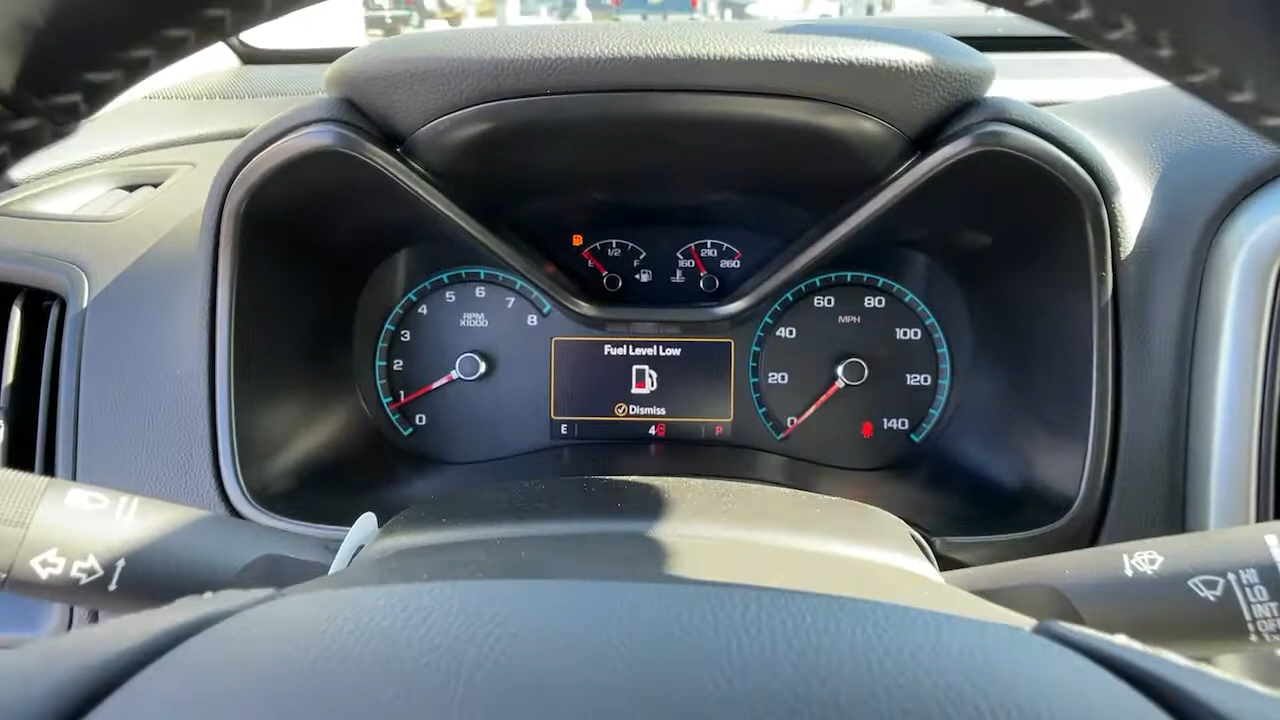 1/2
E F
210
160 260
0 1 2 3 4 5 6 7 8
RPM
X1000
Fuel Level Low
Dismiss
E 4 P
0 20 40 60 80 100 120 140
MPH
HI
LO
INT
OFF